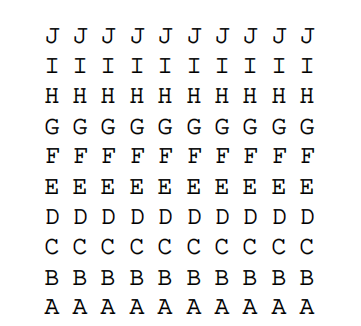 J J J J J J J J J J
I I I I I I I I I I
H H H H H H H H H H
G G G G G G G G G G
F F F F F F F F F F
E E E E E E E E E E
D D D D D D D D D D
C C C C C C C C C C
B B B B B B B B B B
A A A A A A A A A A